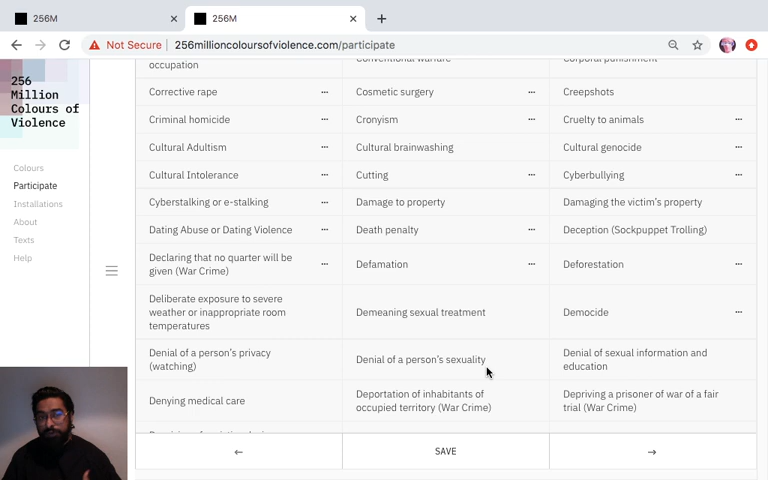 256M
256M
Not Secure
256millioncoloursofviolence.com/participate
256
Million
Colours of
Violence
Colours
Participate
Installations
About
Texts
Help
occupation
Conventional warfare
Corporal punishment
Corrective rape
Cosmetic surgery
Creepshots
Criminal homicide
Cronyism
Cruelty to animals
Cultural Adultism
Cultural brainwashing
Cultural genocide
Cultural Intolerance
Cutting
Cyberbullying
Cyberstalking or e-stalking
Damage to property
Damaging the victim's property
Dating Abuse or Dating Violence
Death penalty
Deception (Sockpuppet Trolling)
Declaring that no quarter will be
given (War Crime)
Defamation
Deforestation
Deliberate exposure to severe
weather or inappropriate room
temperatures
Demeaning sexual treatment
Democide
Denial of a person's privacy
(watching)
Denial of a person's sexuality
Denial of sexual information and
education
Denying medical care
Deportation of inhabitants of
occupied territory (War Crime)
Depriving a prisoner of war of a fair
trial (War Crime)
SAVE